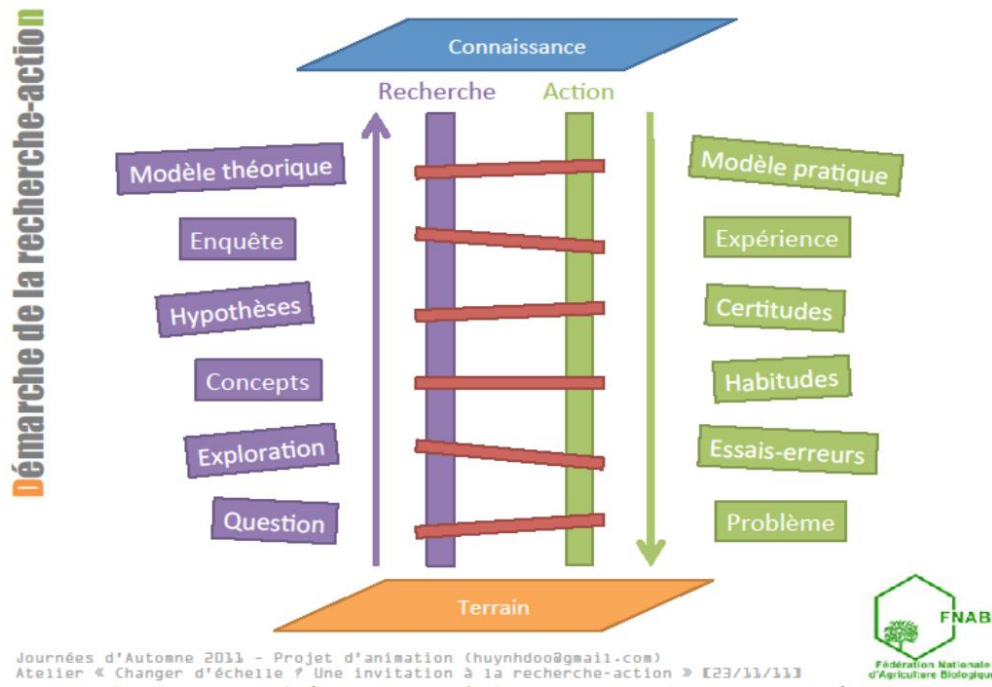 Démarche de la recherche-action
Connaissance
Recherche Action
Modèle théorique
Modèle pratique
Enquête
Expérience
Hypothèses
Certitudes
Concepts
Habitudes
Exploration
Essais-erreurs
Question
Problème
Terrain
FNAB
Fédération Nationale
d'Agriculture Biologique
Journées d'Automne 2011 - Projet d'animation (huynhdoo@gmail.com)
Atelier « Changer d'échelle ? Une invitation à la recherche-action » [23/11/11]